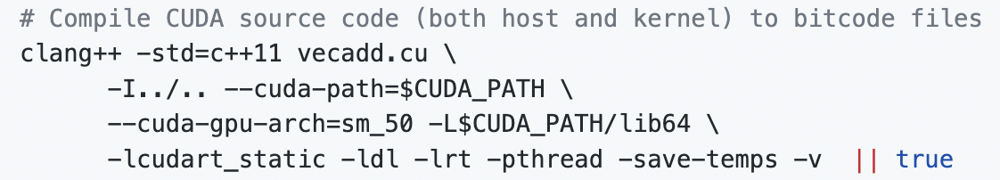 # Compile CUDA source code (both host and kernel) to bitcode files
clang++ -std=c++11 vecadd.cu \
      -I../.. --cuda-path=$CUDA_PATH \
      --cuda-gpu-arch=sm_50 -L$CUDA_PATH/lib64 \
      -lcudart_static -ldl -lrt -pthread -save-temps -v  || true